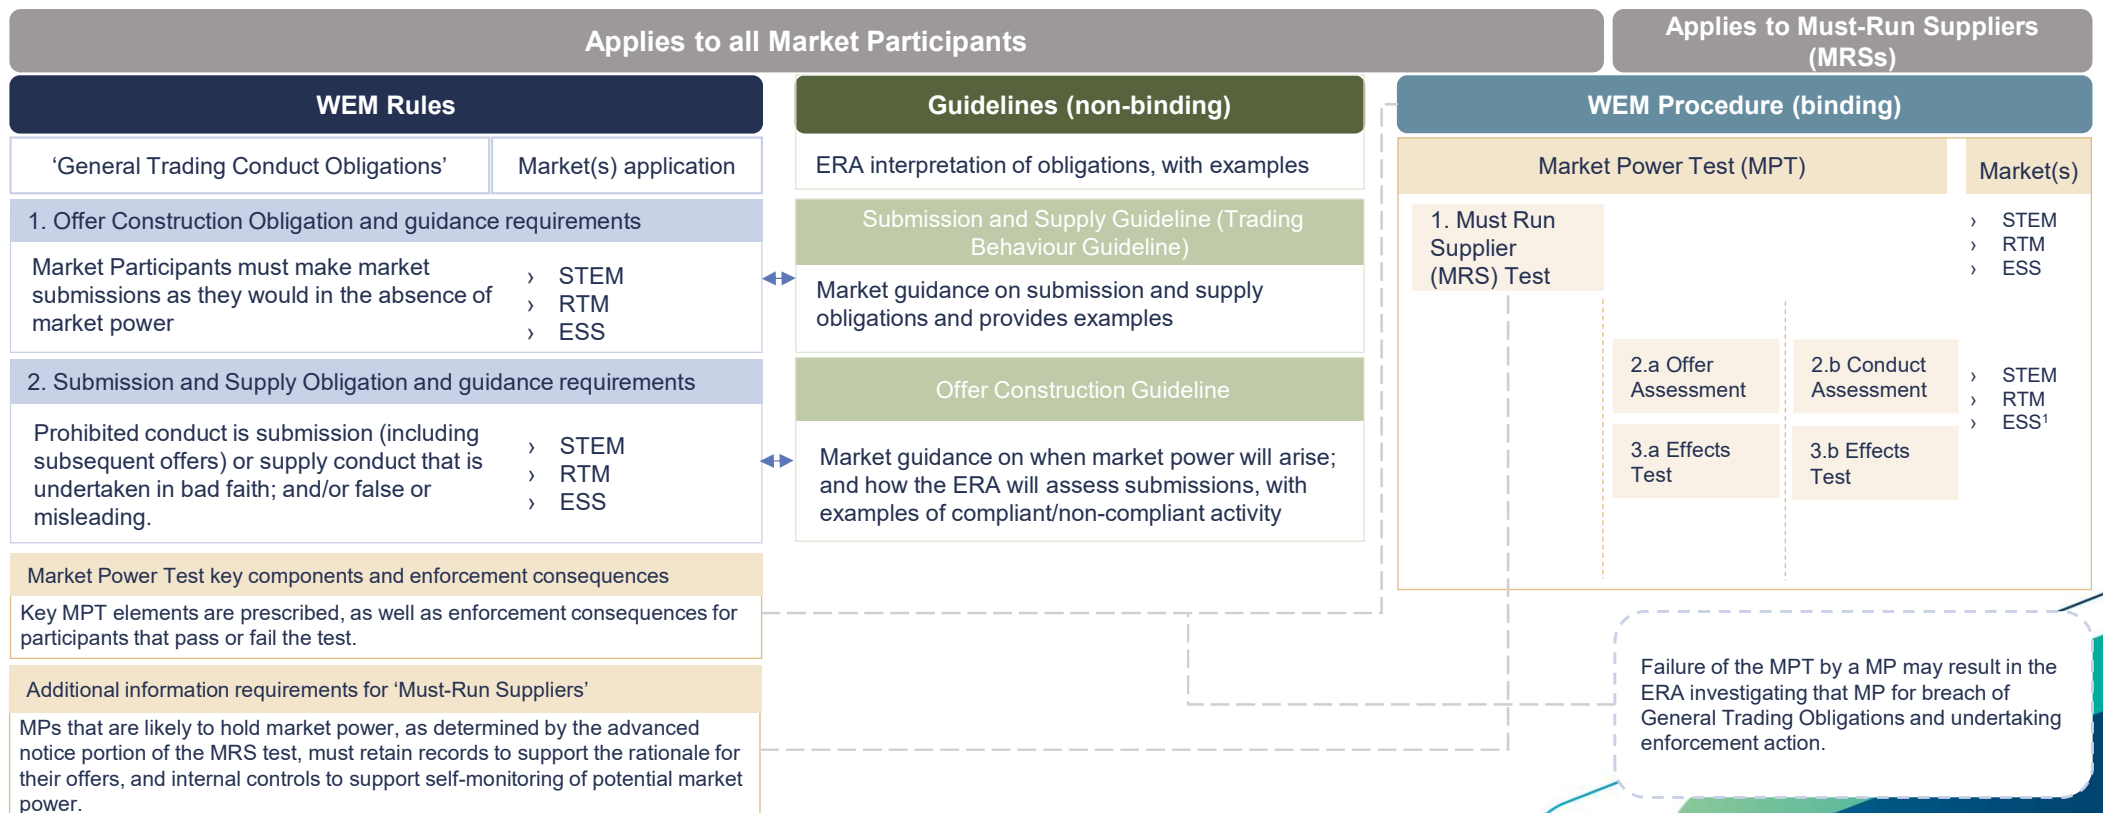 Applies to all Market Participants
Applies to Must-Run Suppliers
(MRSs)
WEM Rules
‘General Trading Conduct Obligations’
Market(s) application
1. Offer Construction Obligation and guidance requirements
Market Participants must make market
submissions as they would in the absence of
market power
› STEM
› RTM
› ESS
2. Submission and Supply Obligation and guidance requirements
Prohibited conduct is submission (including
subsequent offers) or supply conduct that is
undertaken in bad faith; and/or false or
misleading.
› STEM
› RTM
› ESS
Market Power Test key components and enforcement consequences
Key MPT elements are prescribed, as well as enforcement consequences for
participants that pass or fail the test.
Additional information requirements for ‘Must-Run Suppliers’
MPs that are likely to hold market power, as determined by the advanced
notice portion of the MRS test, must retain records to support the rationale for
their offers, and internal controls to support self-monitoring of potential market
power.
Guidelines (non-binding)
ERA interpretation of obligations, with examples
Submission and Supply Guideline (Trading
Behaviour Guideline)
Market guidance on submission and supply
obligations and provides examples
Offer Construction Guideline
Market guidance on when market power will arise;
and how the ERA will assess submissions, with
examples of compliant/non-compliant activity
WEM Procedure (binding)
Market Power Test (MPT)
Market(s)
1. Must Run
Supplier
(MRS) Test
› STEM
› RTM
› ESS
2.a Offer
Assessment
2.b Conduct
Assessment
› STEM
› RTM
› ESS¹
3.a Effects
Test
3.b Effects
Test
Failure of the MPT by a MP may result in the
ERA investigating that MP for breach of
General Trading Obligations and undertaking
enforcement action.